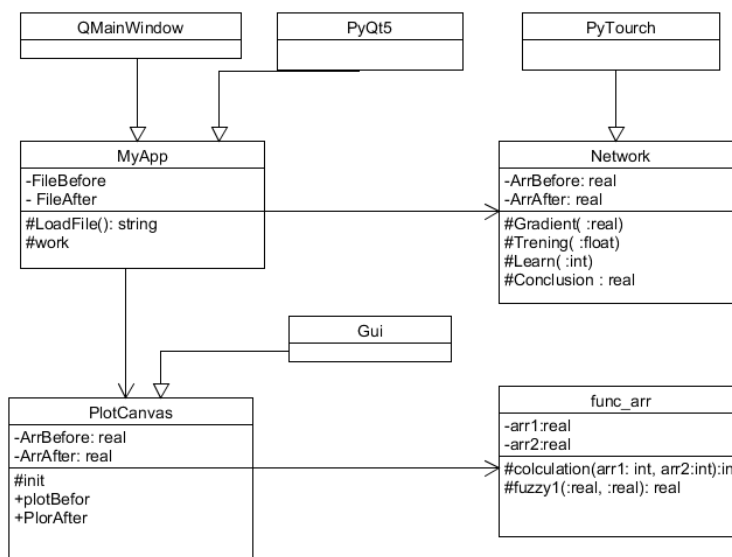 QMainWindow
PyQt5
PyTourch
MyApp
-FileBefore
- FileAfter
#LoadFile(): string
#work
Network
-ArrBefore: real
-ArrAfter: real
#Gradient( :real)
#Trening( :float)
#Learn( :int)
#Conclusion : real
Gui
PlotCanvas
-ArrBefore: real
-ArrAfter: real
#init
+plotBefor
+PlorAfter
func_arr
-arr1:real
-arr2:real
#colculation(arr1: int, arr2:int):in
#fuzzy1(:real, :real): real